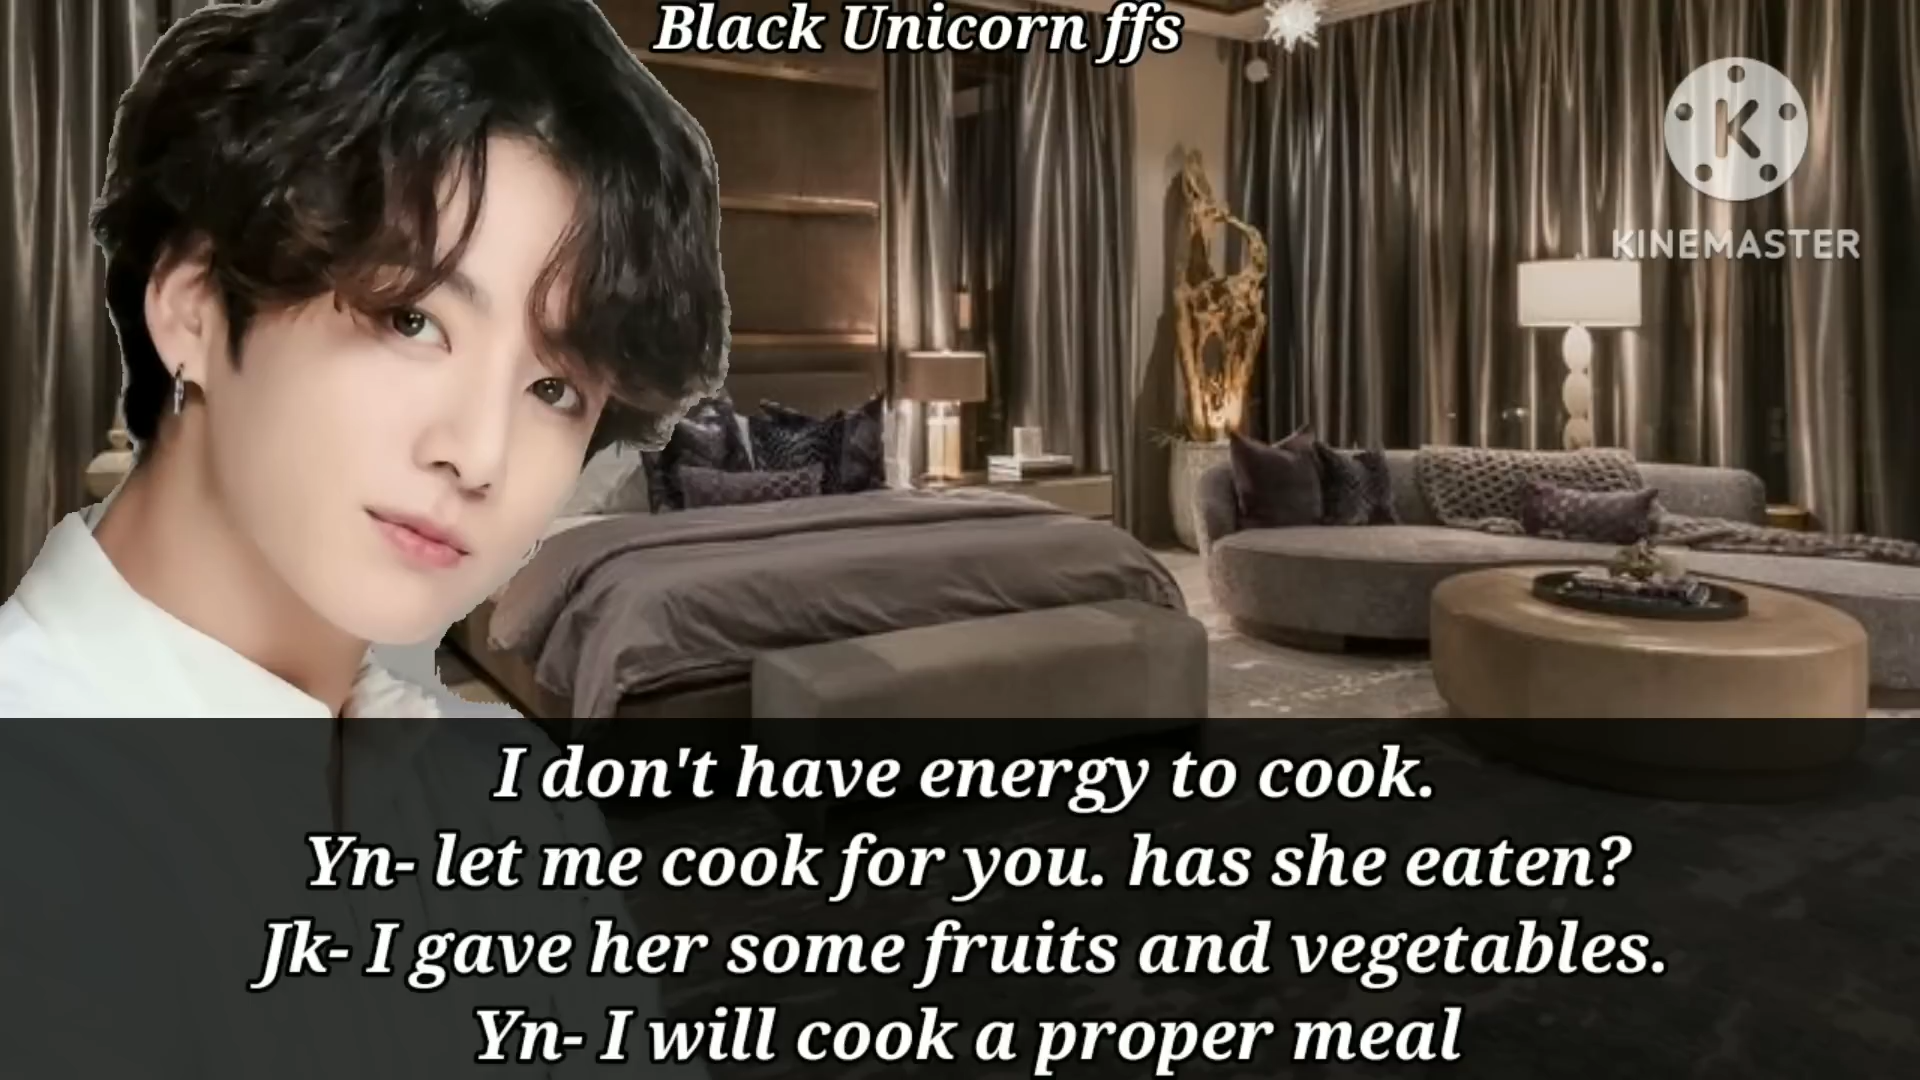 Black Unicorn ffs
K
KINEMASTER
I don't have energy to cook.
Yn- let me cook for you. has she eaten?
Jk- I gave her some fruits and vegetables.
Yn- I will cook a proper meal